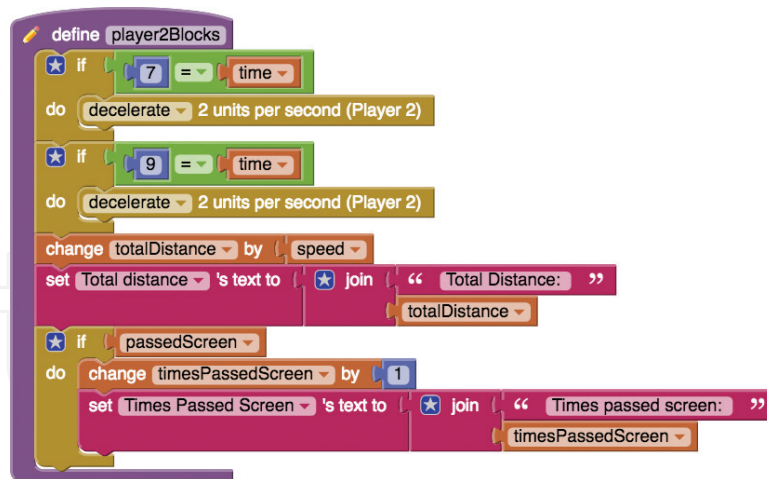 define player2Blocks
if 7 = time
do decelerate 2 units per second (Player 2)
if 9 = time
do decelerate 2 units per second (Player 2)
change totalDistance by speed
set Total distance 's text to join “ Total Distance: ”
totalDistance
if passedScreen
do change timesPassedScreen by 1
set Times Passed Screen 's text to join “ Times passed screen: ”
timesPassedScreen